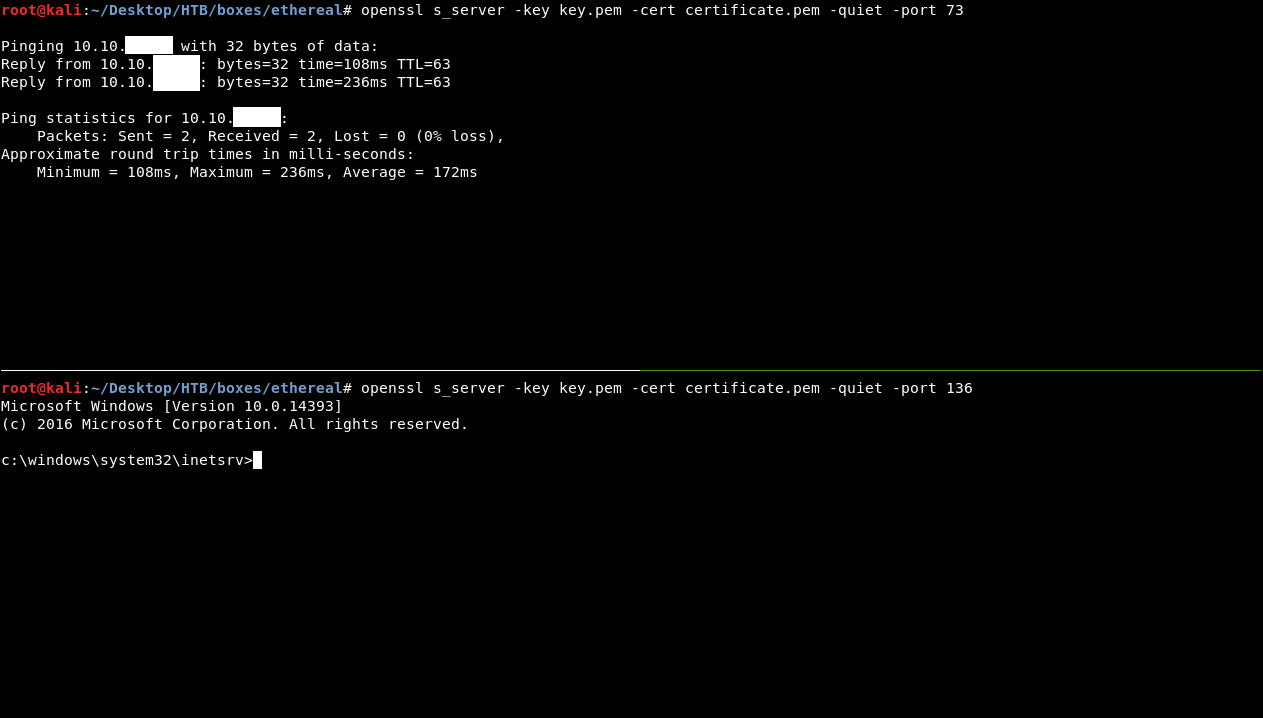 root@kali:~/Desktop/HTB/boxes/ethereal# openssl s_server -key key.pem -cert certificate.pem -quiet -port 73
Pinging 10.10. with 32 bytes of data:
Reply from 10.10. : bytes=32 time=108ms TTL=63
Reply from 10.10. : bytes=32 time=236ms TTL=63
Ping statistics for 10.10. :
    Packets: Sent = 2, Received = 2, Lost = 0 (0% loss),
Approximate round trip times in milli-seconds:
    Minimum = 108ms, Maximum = 236ms, Average = 172ms
root@kali:~/Desktop/HTB/boxes/ethereal# openssl s_server -key key.pem -cert certificate.pem -quiet -port 136
Microsoft Windows [Version 10.0.14393]
(c) 2016 Microsoft Corporation. All rights reserved.
c:\windows\system32\inetsrv>